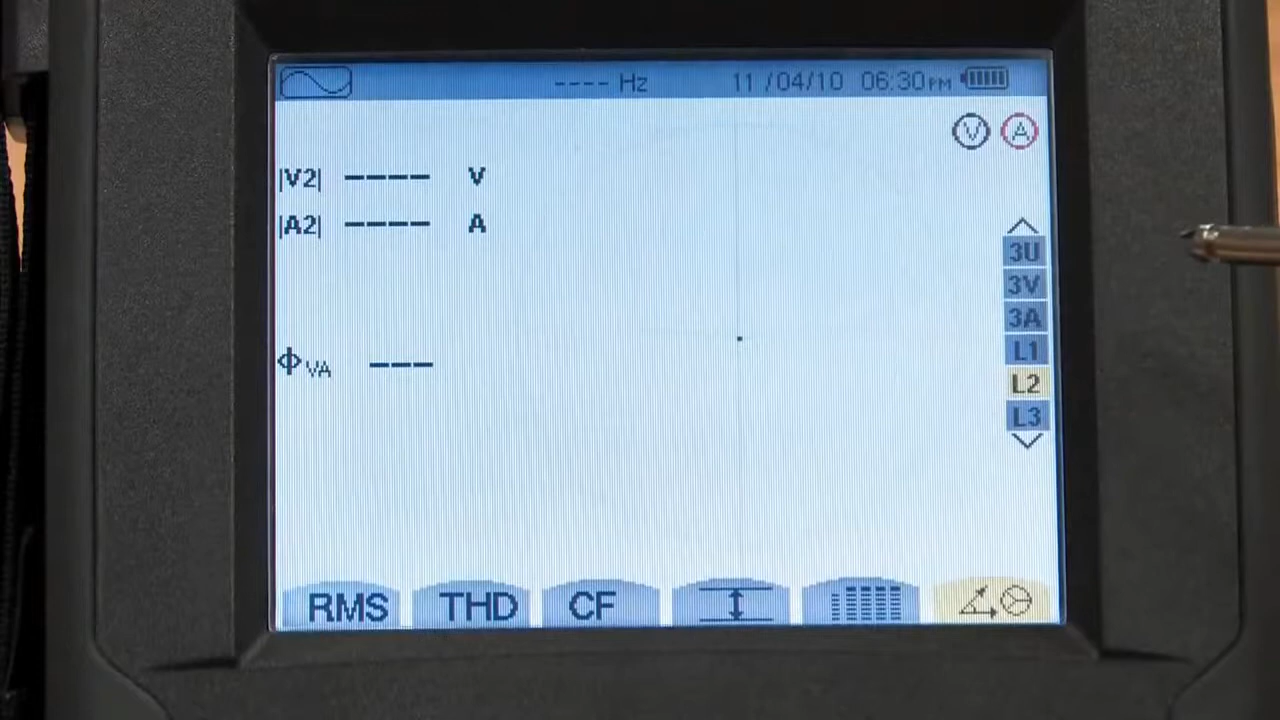 ---- Hz 11/04/10 06:30PM
V A
|V2| ---- V
|A2| ---- A
3U
3V
3A
L1
ΦVA ---
L2
L3
RMS THD CF